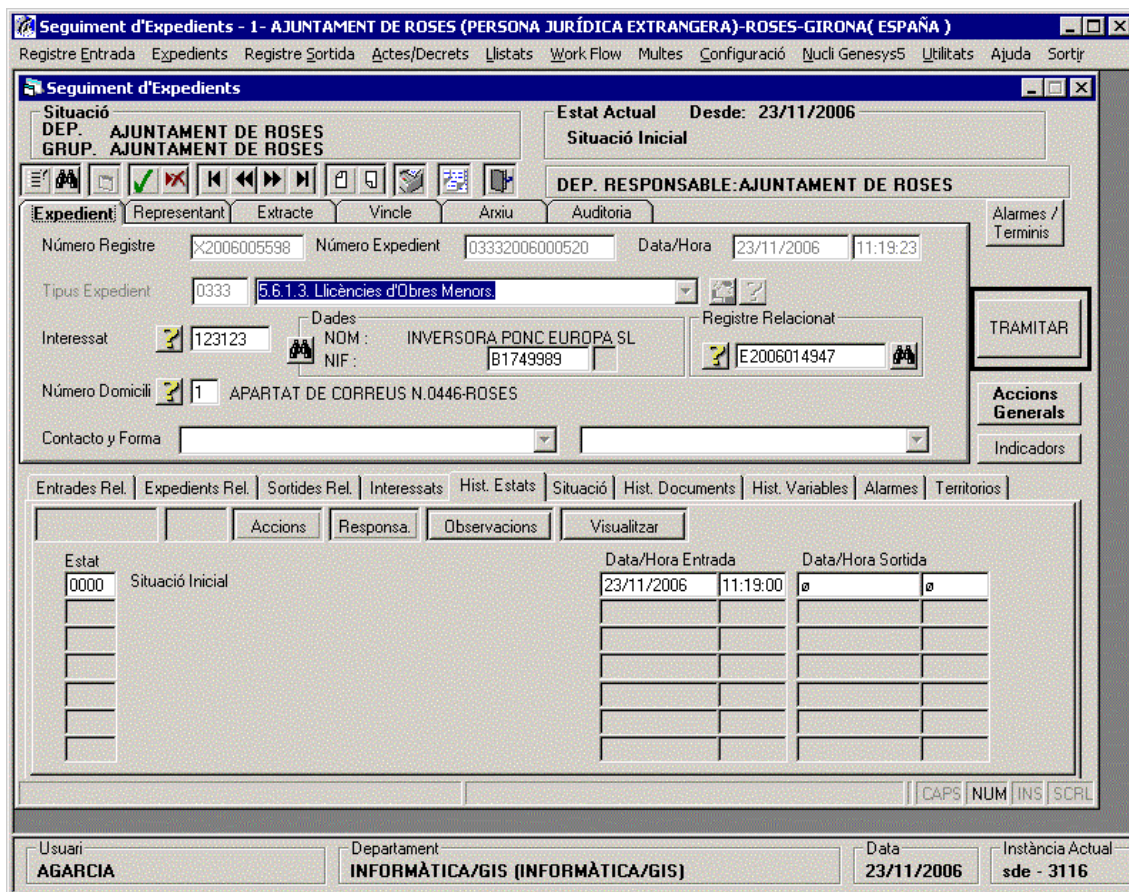 Seguiment d'Expedients - 1- AJUNTAMENT DE ROSES (PERSONA JURÍDICA EXTRANGERA)-ROSES-GIRONA( ESPAÑA )
Registre Entrada Expedients Registre Sortida Actes/Decrets Llistats Work Flow Multes Configuració Nucli Genesys5 Utilitats Ajuda Sortir
Seguiment d'Expedients
Situació
DEP. AJUNTAMENT DE ROSES
GRUP. AJUNTAMENT DE ROSES
Estat Actual Desde: 23/11/2006
Situació Inicial
DEP. RESPONSABLE:AJUNTAMENT DE ROSES
Expedient Representant Extracte Vincle Arxiu Auditoria
Alarmes / Terminis
Número Registre X2006005598 Número Expedient 03332006000520 Data/Hora 23/11/2006 11:19:23
Tipus Expedient 0333 5.6.1.3. Llicències d'Obres Menors.
TRAMITAR
Interessat 123123
Dades
NOM : INVERSORA PONC EUROPA SL
NIF : B1749989
Registre Relacionat
E2006014947
Número Domicili 1 APARTAT DE CORREUS N.0446-ROSES
Accions Generals
Contacto y Forma
Indicadors
Entrades Rel. Expedients Rel. Sortides Rel. Interessats Hist. Estats Situació Hist. Documents Hist. Variables Alarmes Territorios
Accions Responsa. Observacions Visualitzar
Estat Data/Hora Entrada Data/Hora Sortida
0000 Situació Inicial 23/11/2006 11:19:00 ø ø
CAPS NUM INS SCRL
Usuari Departament Data Instància Actual
AGARCIA INFORMÀTICA/GIS (INFORMÀTICA/GIS) 23/11/2006 sde - 3116